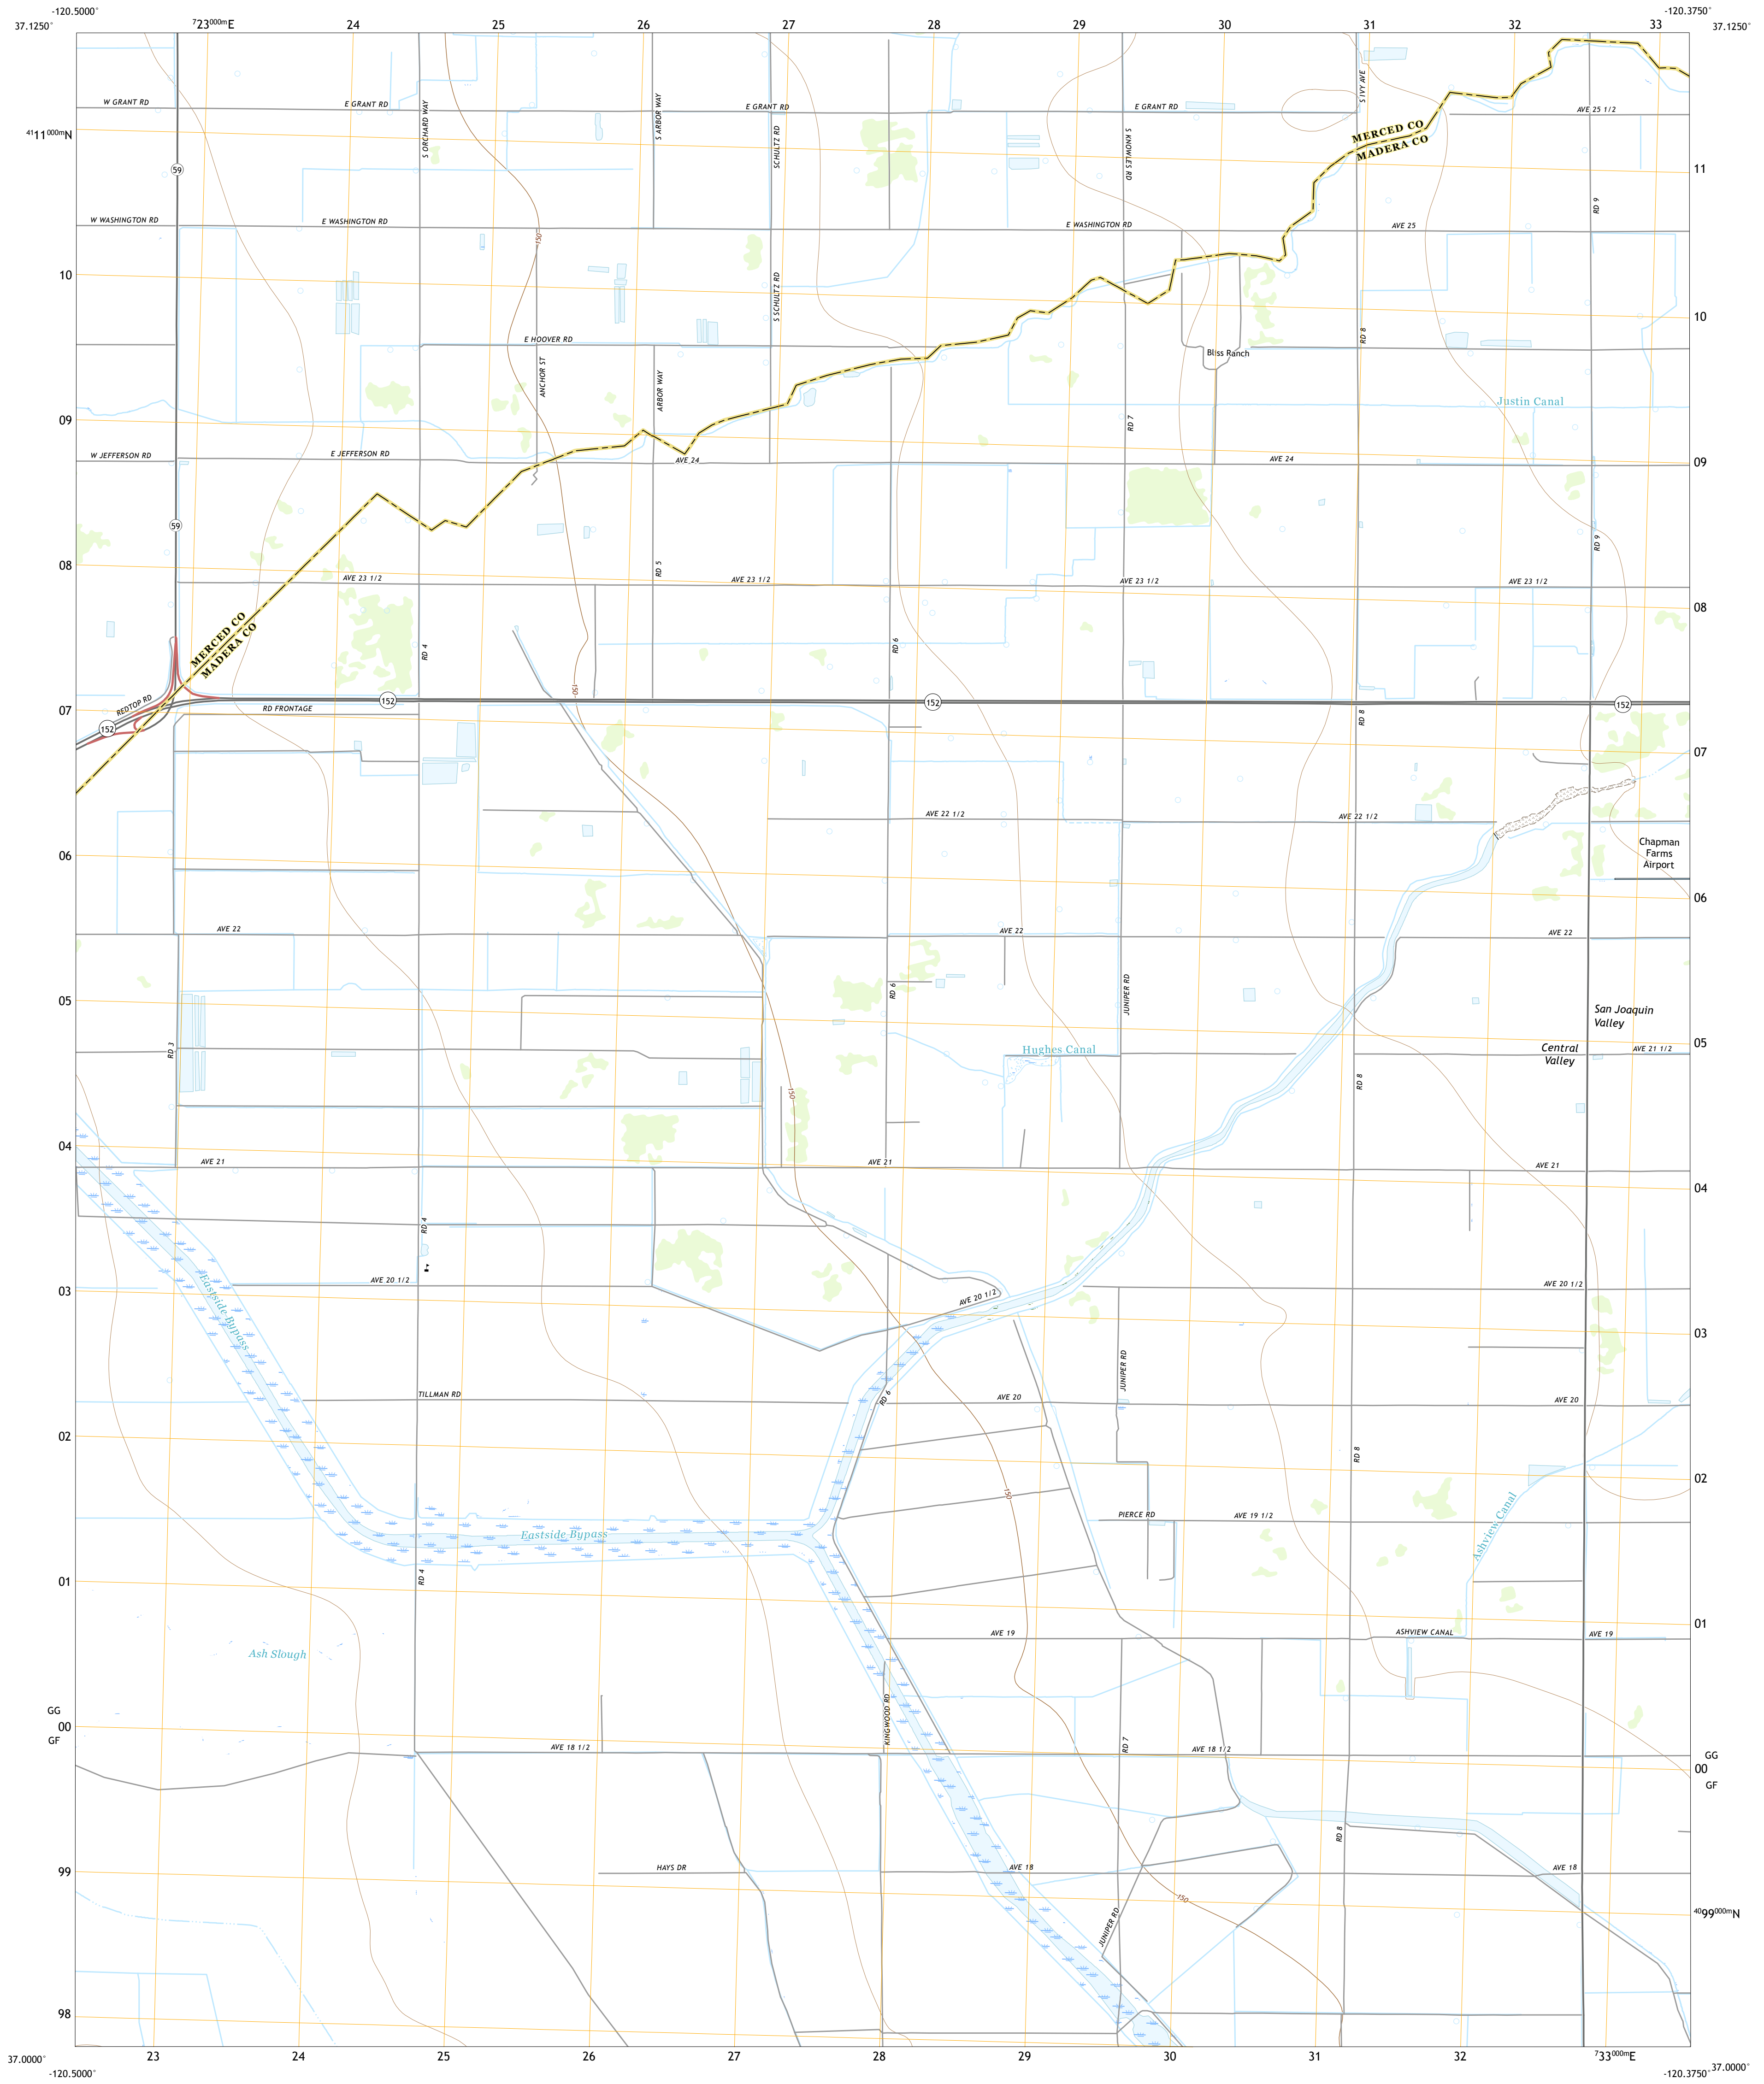 -120.5000°
-120.3750°
37.1250°
⁷23⁰⁰⁰ᵐE
24
25
26
27
28
29
30
31
32
33
37.1250°
W GRANT RD
E GRANT RD
E GRANT RD
E GRANT RD
AVE 25 1/2
S IVY AVE
S ORCHARD WAY
S ARBOR WAY
SCHULTZ RD
S KNOWLES RD
⁴¹11⁰⁰⁰ᵐN
MERCED CO
MADERA CO
59
11
RD 9
W WASHINGTON RD
E WASHINGTON RD
E WASHINGTON RD
AVE 25
150
10
S SCHULTZ RD
10
E HOOVER RD
RD 8
Bliss Ranch
ANCHOR ST
ARBOR WAY
Justin Canal
09
RD 7
W JEFFERSON RD
E JEFFERSON RD
AVE 24
AVE 24
09
59
RD 9
08
RD 5
AVE 23 1/2
AVE 23 1/2
AVE 23 1/2
AVE 23 1/2
08
MERCED CO
MADERA CO
RD 4
RD 6
150
REDTOP RD
152
152
152
152
07
RD FRONTAGE
RD 8
07
AVE 22 1/2
AVE 22 1/2
06
Chapman
Farms
Airport
06
AVE 22
AVE 22
AVE 22
RD 6
JUNIPER RD
05
San Joaquin
Valley
RD 3
Hughes Canal
Central
Valley
AVE 21 1/2
05
RD 8
150
04
AVE 21
AVE 21
AVE 21
04
RD 4
Eastside Bypass
AVE 20 1/2
AVE 20 1/2
AVE 20 1/2
03
03
JUNIPER RD
TILLMAN RD
RD 6
AVE 20
AVE 20
02
RD 8
02
150
Ashview Canal
PIERCE RD
AVE 19 1/2
Eastside Bypass
01
RD 4
01
AVE 19
ASHVIEW CANAL
AVE 19
Ash Slough
KINGWOOD RD
GG
00
GF
AVE 18 1/2
RD 7
AVE 18 1/2
GG
00
GF
RD 8
99
HAYS DR
AVE 18
AVE 18
150
JUNIPER RD
⁴⁰99⁰⁰⁰ᵐN
98
37.0000°
23
24
25
26
27
28
29
30
31
32
⁷33⁰⁰⁰ᵐE
37.0000°
-120.5000°
-120.3750°